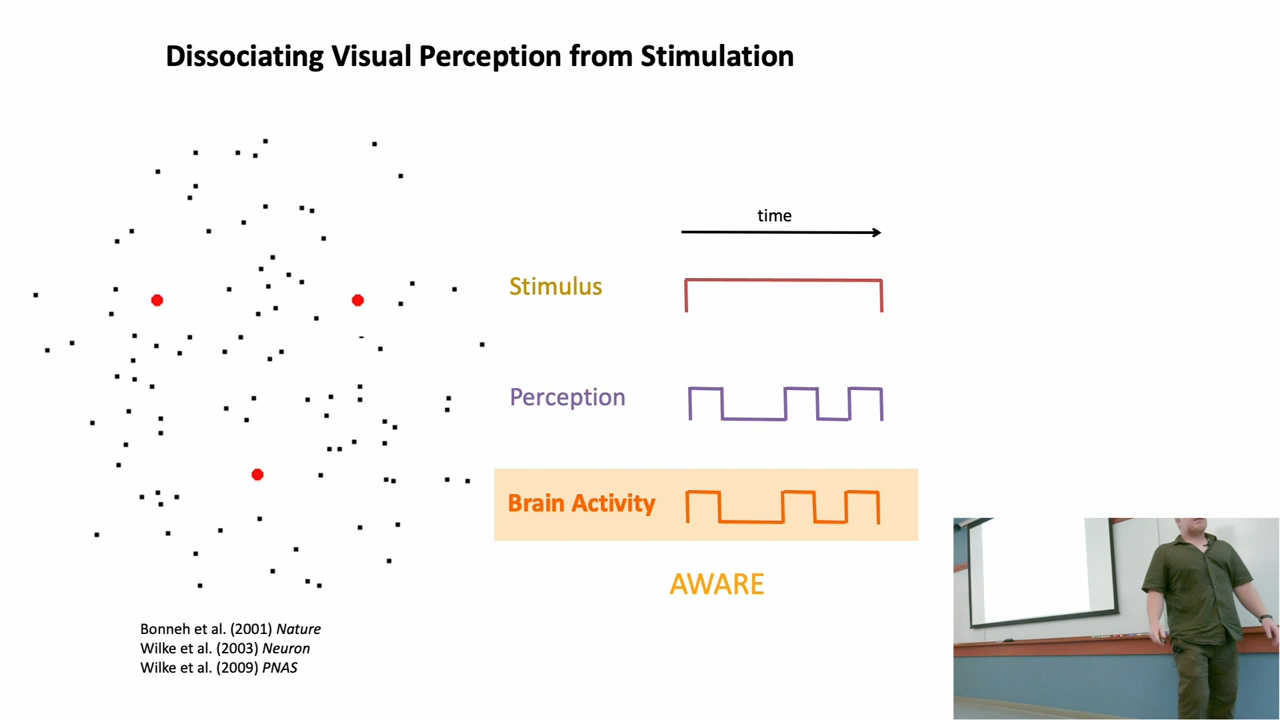 Dissociating Visual Perception from Stimulation
time
Stimulus
Perception
Brain Activity
AWARE
Bonneh et al. (2001) Nature
Wilke et al. (2003) Neuron
Wilke et al. (2009) PNAS